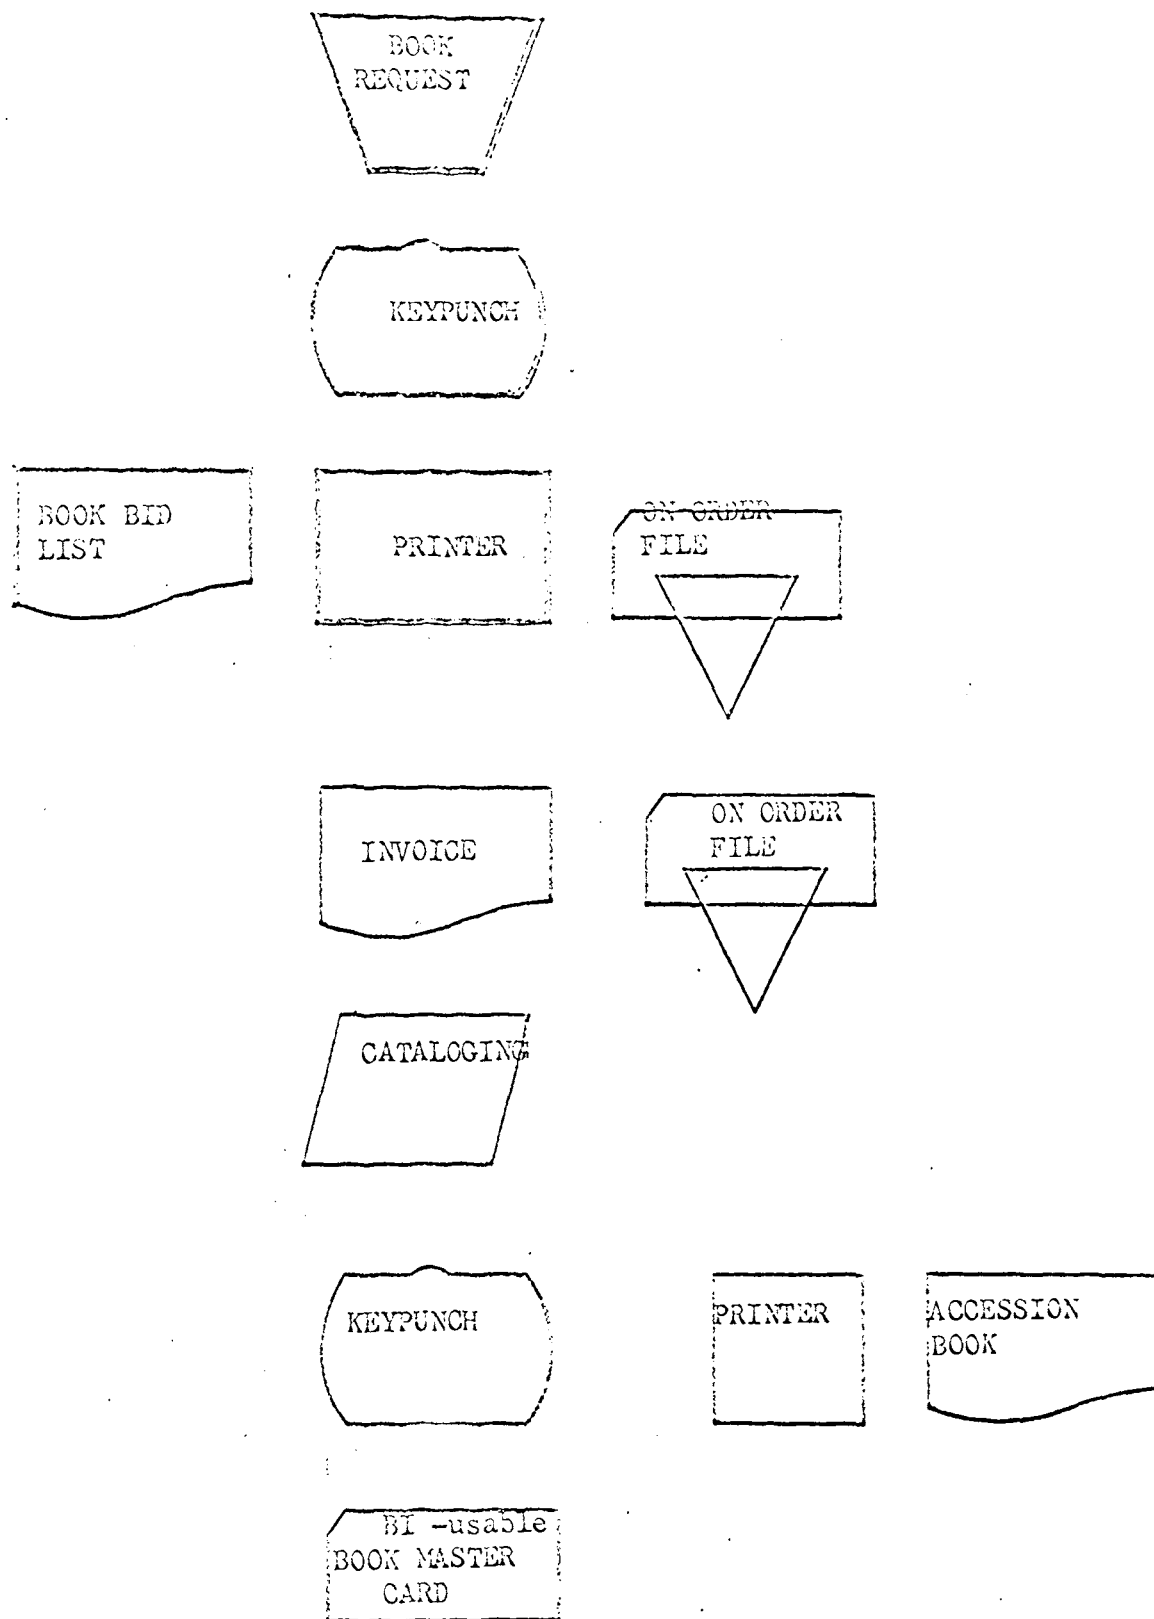 BOOK
REQUEST
KEYPUNCH
BOOK BID
LIST
PRINTER
ON ORDER
FILE
INVOICE
ON ORDER
FILE
CATALOGING
KEYPUNCH
PRINTER
ACCESSION
BOOK
BI -usable
BOOK MASTER
CARD